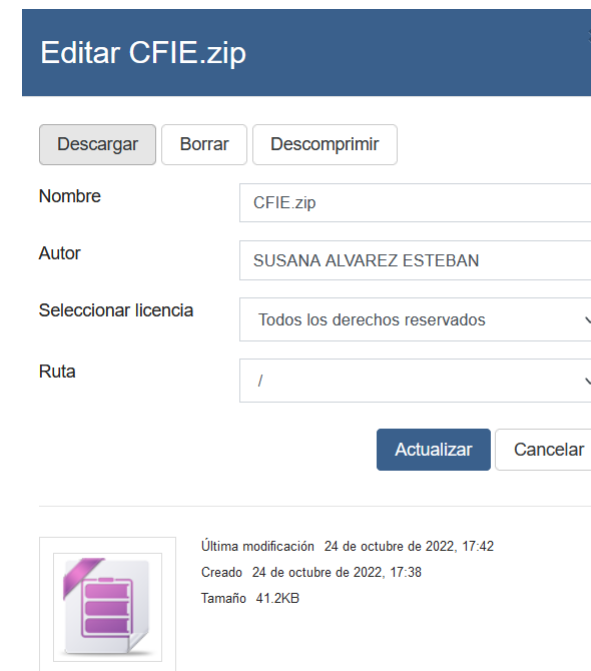 Editar CFIE.zip
Descargar Borrar Descomprimir
Nombre CFIE.zip
Autor SUSANA ALVAREZ ESTEBAN
Seleccionar licencia Todos los derechos reservados
Ruta /
Actualizar Cancelar
Última modificación 24 de octubre de 2022, 17:42
Creado 24 de octubre de 2022, 17:38
Tamaño 41.2KB